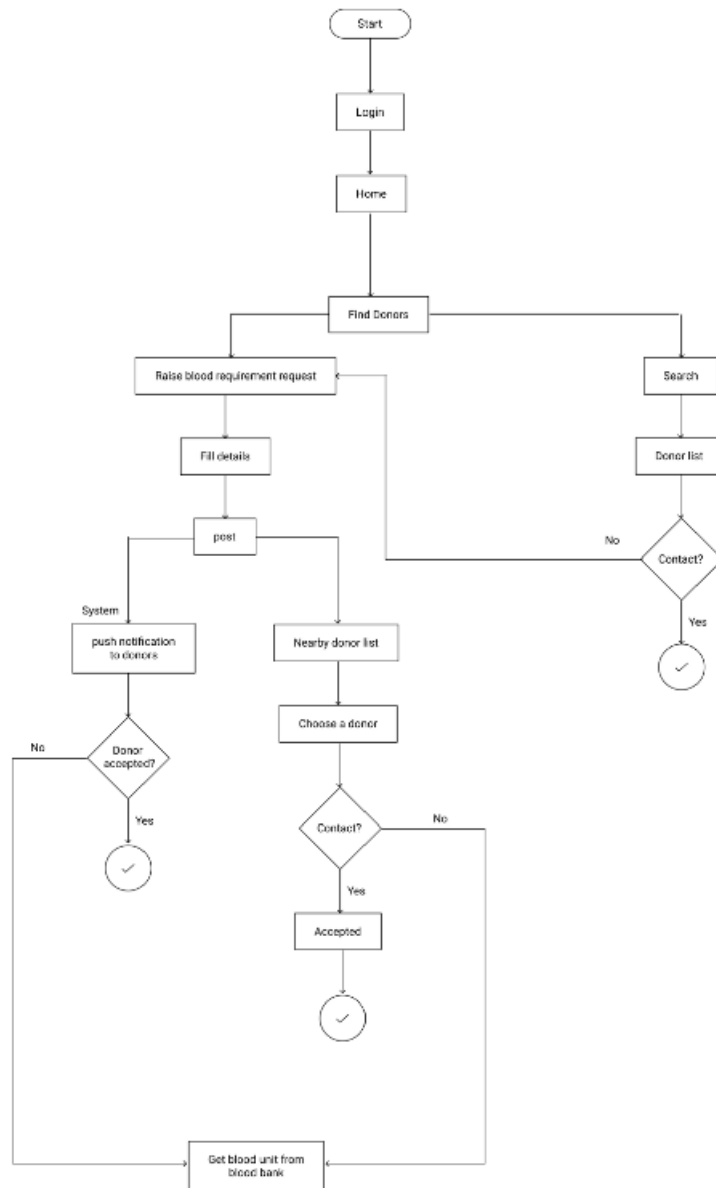 Start
Login
Home
Find Donors
Raise blood requirement request
Search
Fill details
Donor list
post
No
Contact?
System
Yes
push notification
to donors
Nearby donor list
Choose a donor
No
Donor
accepted?
Yes
Contact?
No
Yes
Accepted
Get blood unit from
blood bank